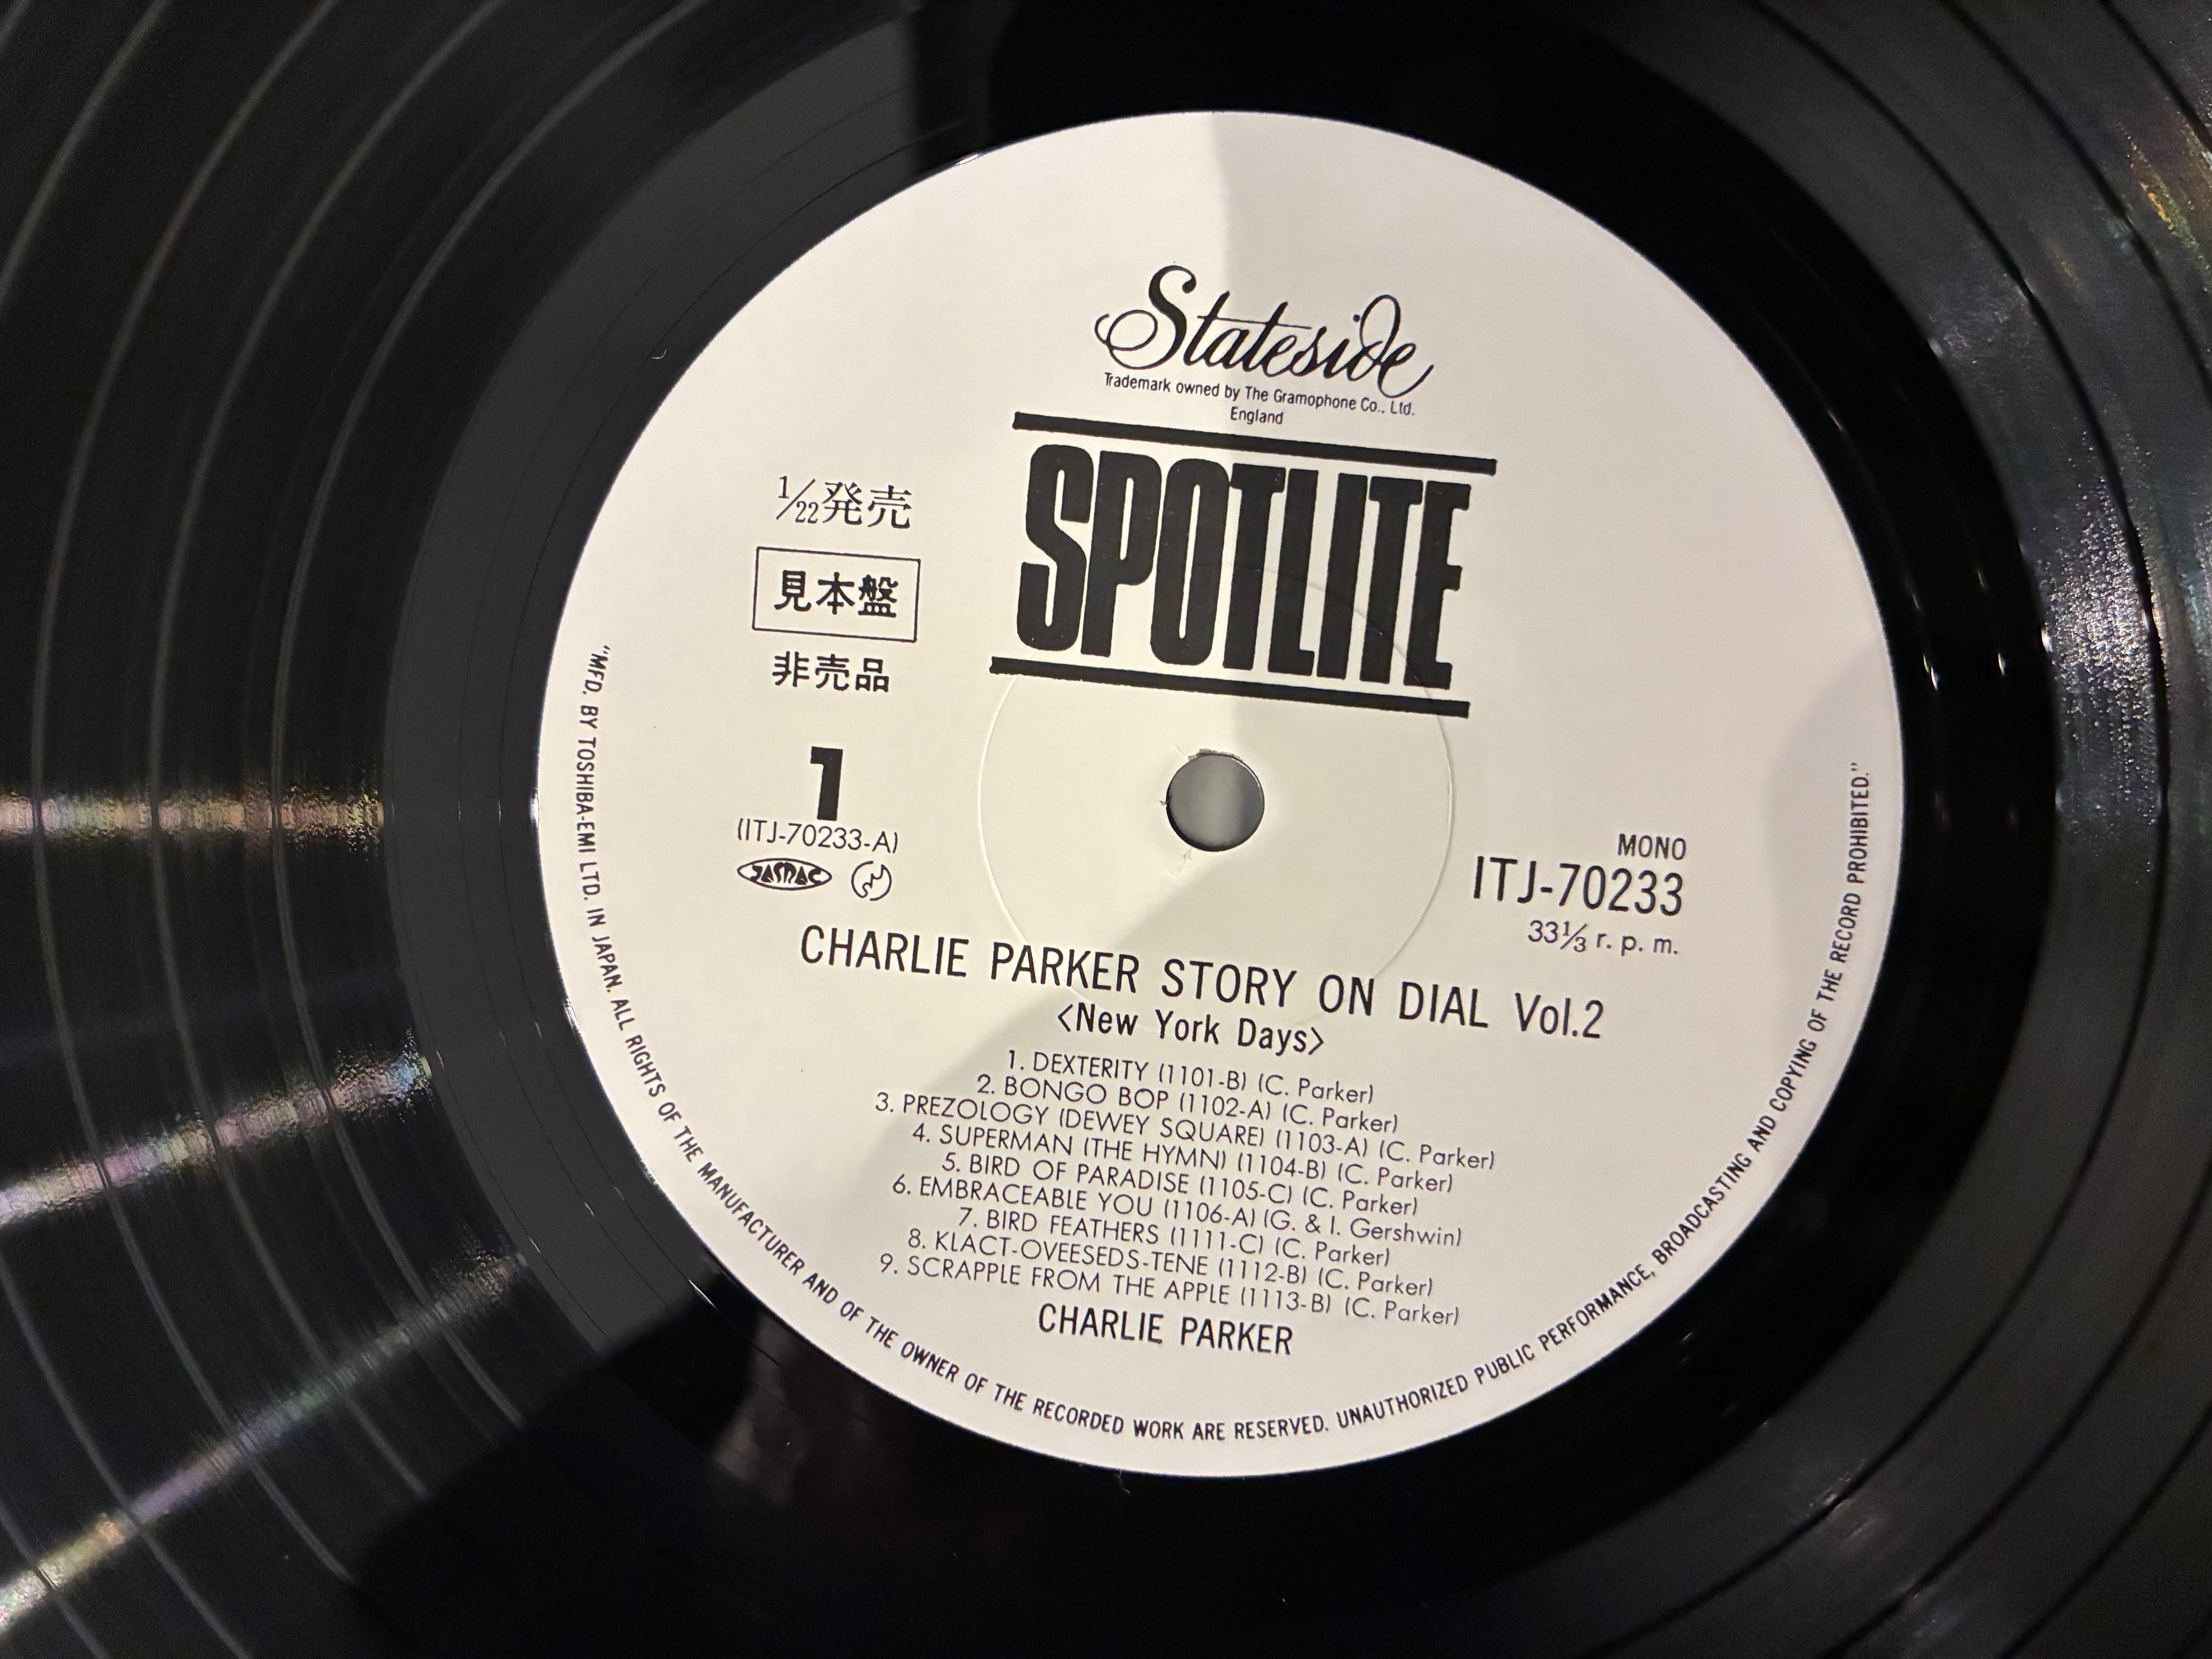 Stateside
Trademark owned by The Gramophone Co., Ltd.
England
SPOTLITE
1/22発売
見本盤
非売品
1
(ITJ-70233-A)
JASRAC
MONO
ITJ-70233
33⅓ r. p. m.
CHARLIE PARKER STORY ON DIAL Vol.2
<New York Days>
1. DEXTERITY (1101-B) (C. Parker)
2. BONGO BOP (1102-A) (C. Parker)
3. PREZOLOGY (DEWEY SQUARE) (1103-A) (C. Parker)
4. SUPERMAN (THE HYMN) (1104-B) (C. Parker)
5. BIRD OF PARADISE (1105-C) (C. Parker)
6. EMBRACEABLE YOU (1106-A) (G. & I. Gershwin)
7. BIRD FEATHERS (1111-C) (C. Parker)
8. KLACT-OVEESEDS-TENE (1112-B) (C. Parker)
9. SCRAPPLE FROM THE APPLE (1113-B) (C. Parker)
CHARLIE PARKER
"MFD. BY TOSHIBA-EMI LTD. IN JAPAN. ALL RIGHTS OF THE MANUFACTURER AND OF THE OWNER OF THE RECORDED WORK ARE RESERVED. UNAUTHORIZED PUBLIC PERFORMANCE, BROADCASTING AND COPYING OF THE RECORD PROHIBITED."